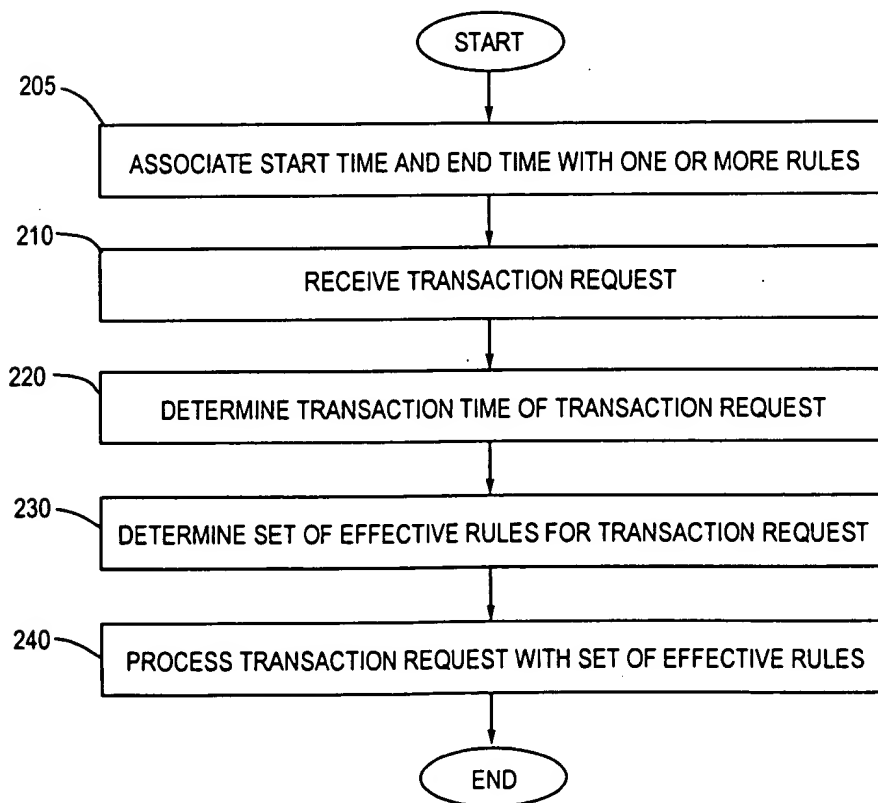 START
205
ASSOCIATE START TIME AND END TIME WITH ONE OR MORE RULES
210
RECEIVE TRANSACTION REQUEST
220
DETERMINE TRANSACTION TIME OF TRANSACTION REQUEST
230
DETERMINE SET OF EFFECTIVE RULES FOR TRANSACTION REQUEST
240
PROCESS TRANSACTION REQUEST WITH SET OF EFFECTIVE RULES
END